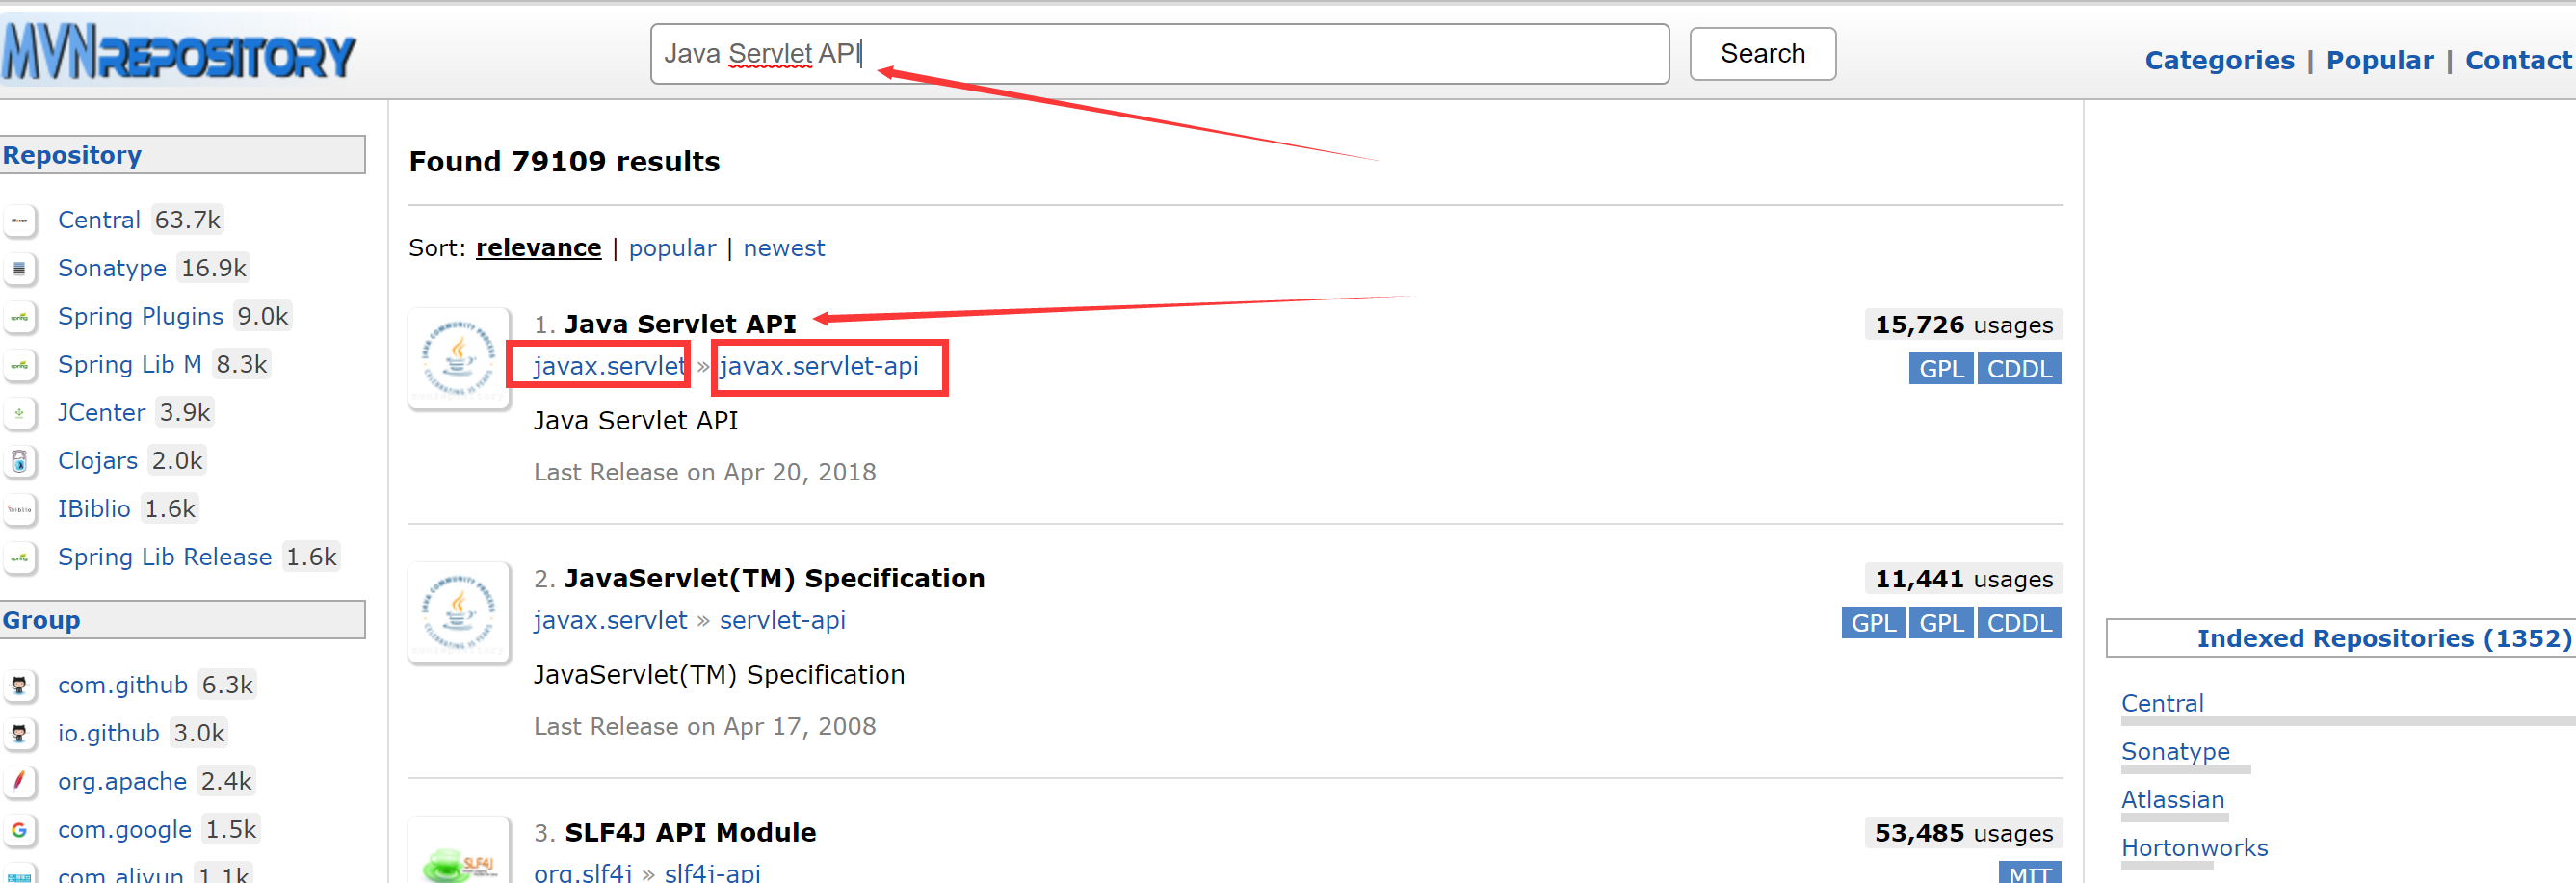 MVNREPOSITORY
Java Servlet API
Search
Categories | Popular | Contact
Repository
Central 63.7k
Sonatype 16.9k
Spring Plugins 9.0k
Spring Lib M 8.3k
JCenter 3.9k
Clojars 2.0k
IBiblio 1.6k
Spring Lib Release 1.6k
Group
com.github 6.3k
io.github 3.0k
org.apache 2.4k
com.google 1.5k
com.aliyun 1.1k
Found 79109 results
Sort: relevance | popular | newest
1. Java Servlet API
15,726 usages
javax.servlet » javax.servlet-api
GPL CDDL
Java Servlet API
Last Release on Apr 20, 2018
2. JavaServlet(TM) Specification
11,441 usages
javax.servlet » servlet-api
GPL GPL CDDL
JavaServlet(TM) Specification
Last Release on Apr 17, 2008
3. SLF4J API Module
53,485 usages
org.slf4j » slf4j-api
MIT
SLF4J
Indexed Repositories (1352)
Central
Sonatype
Atlassian
Hortonworks